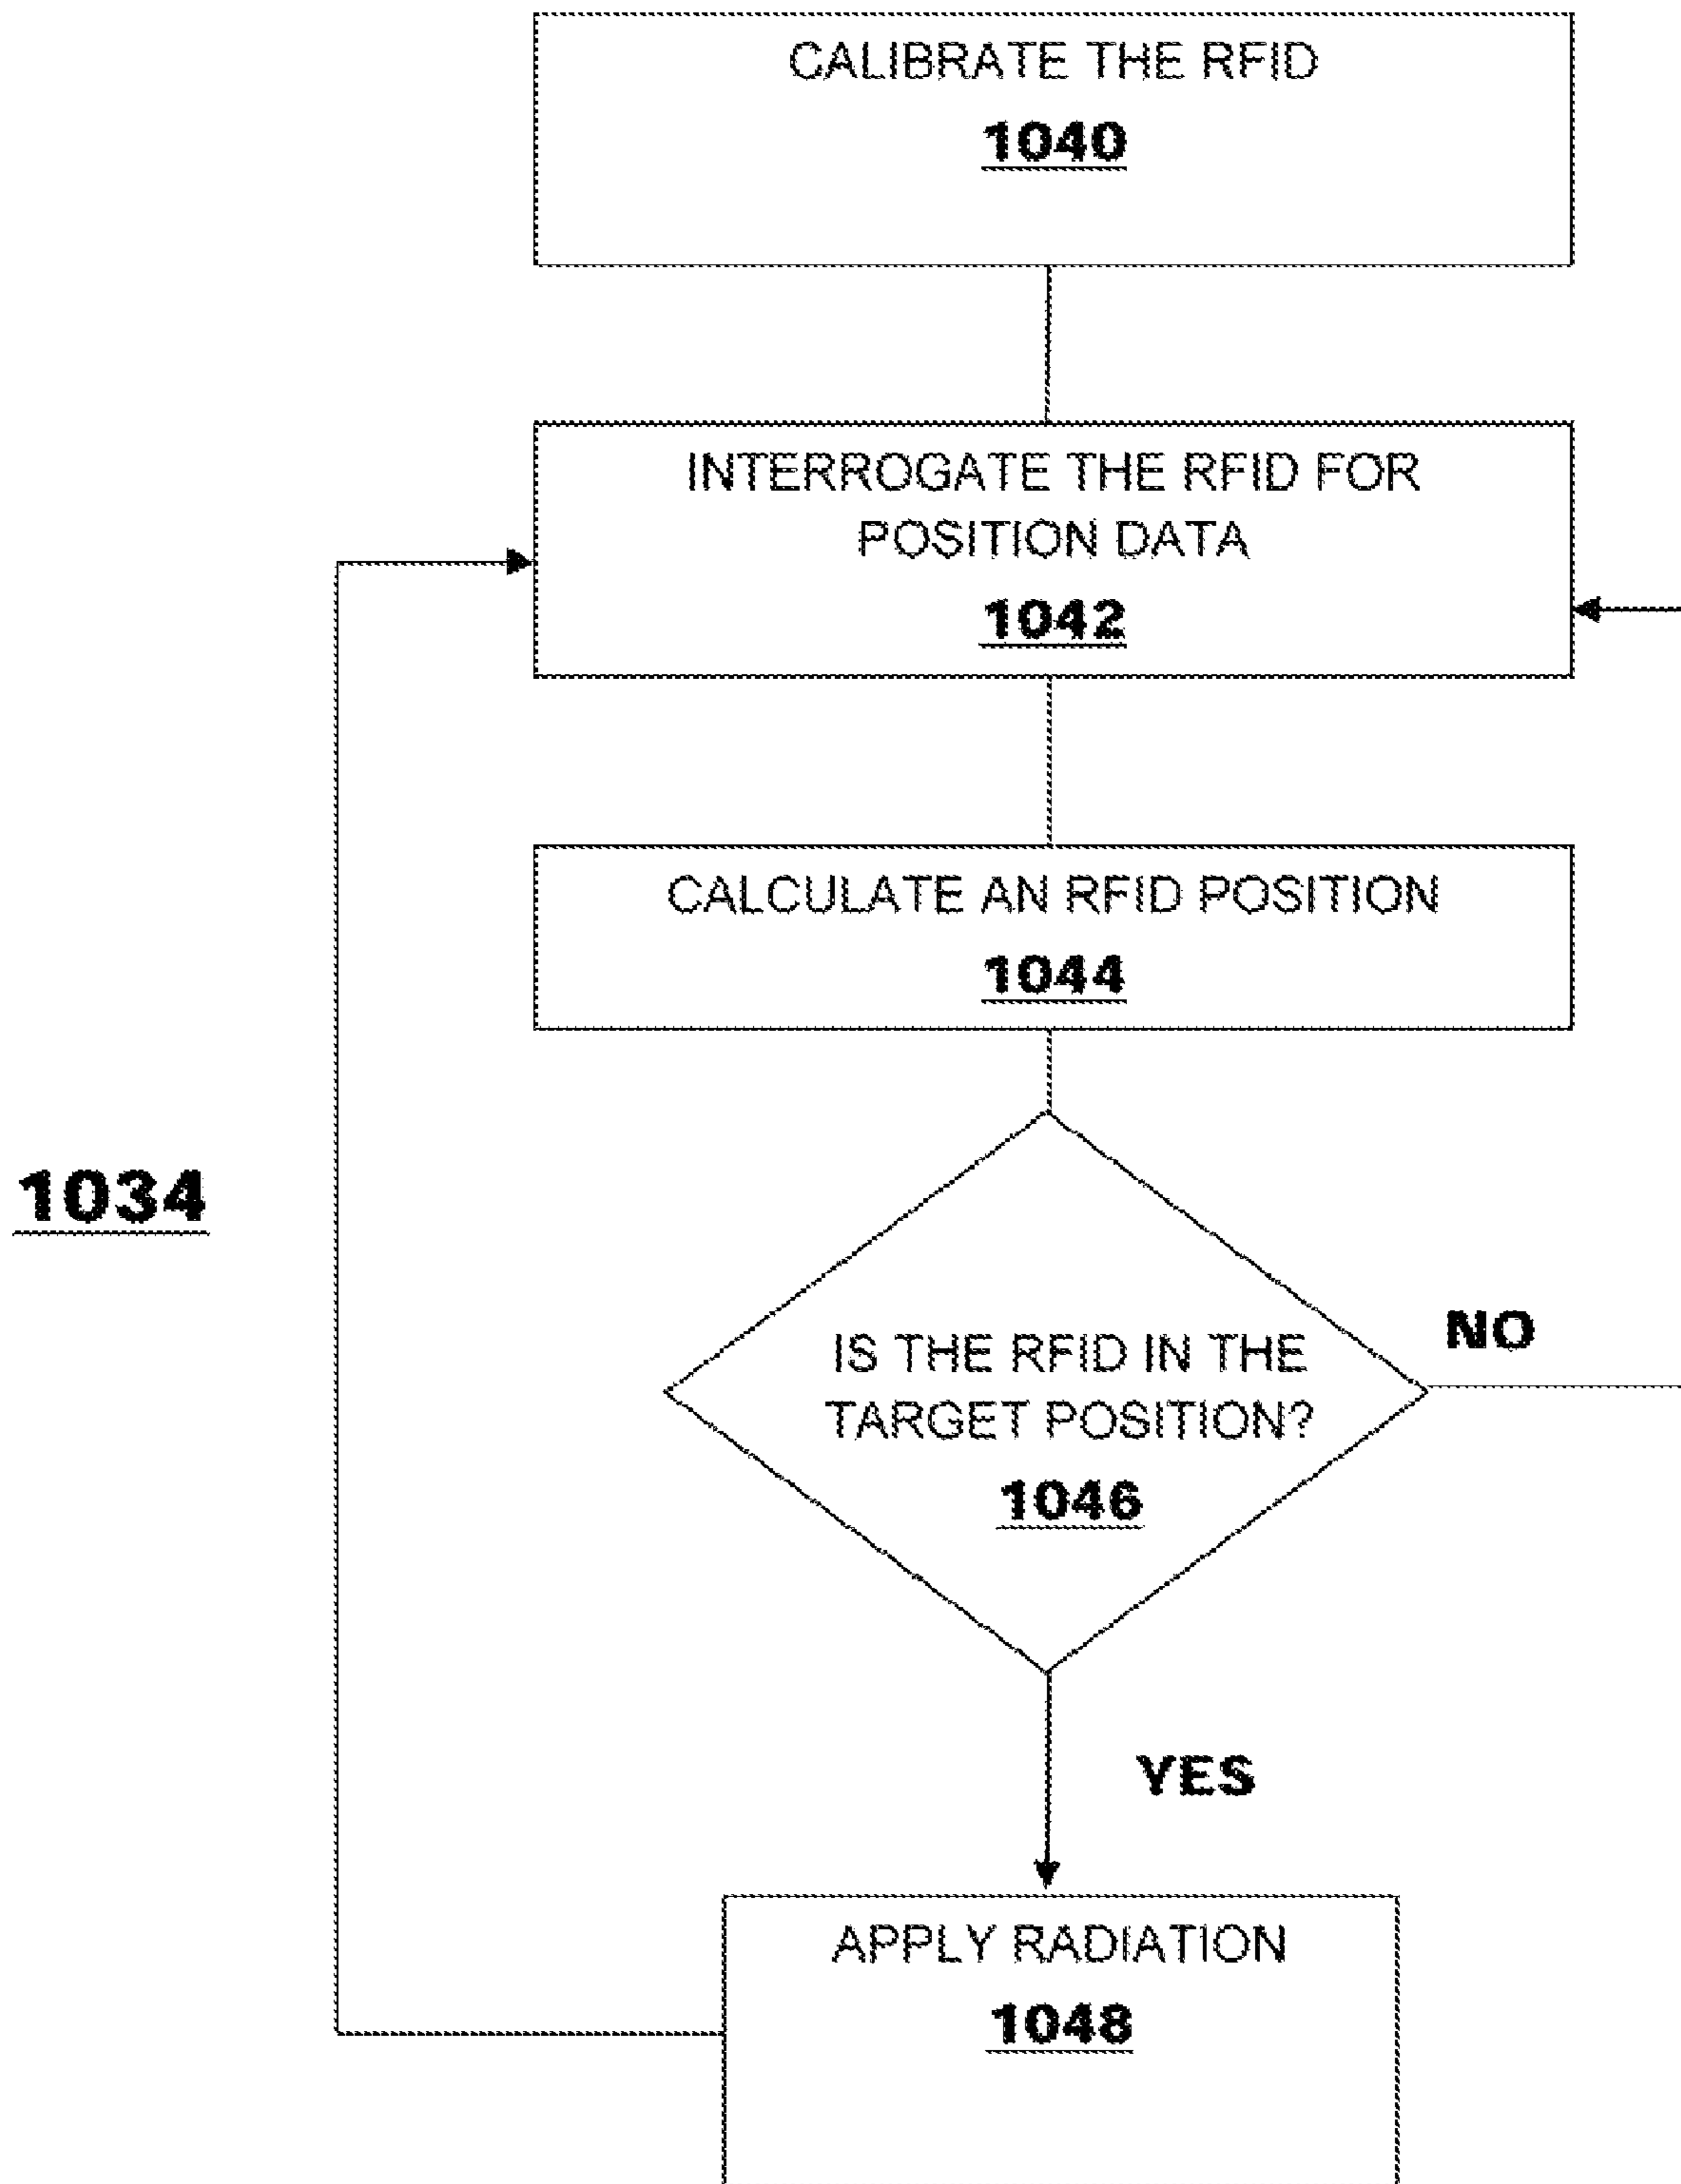 CALIBRATE THE RFID
1040
INTERROGATE THE RFID FOR
POSITION DATA
1042
CALCULATE AN RFID POSITION
1044
1034
IS THE RFID IN THE
TARGET POSITION?
1046
NO
YES
APPLY RADIATION
1048